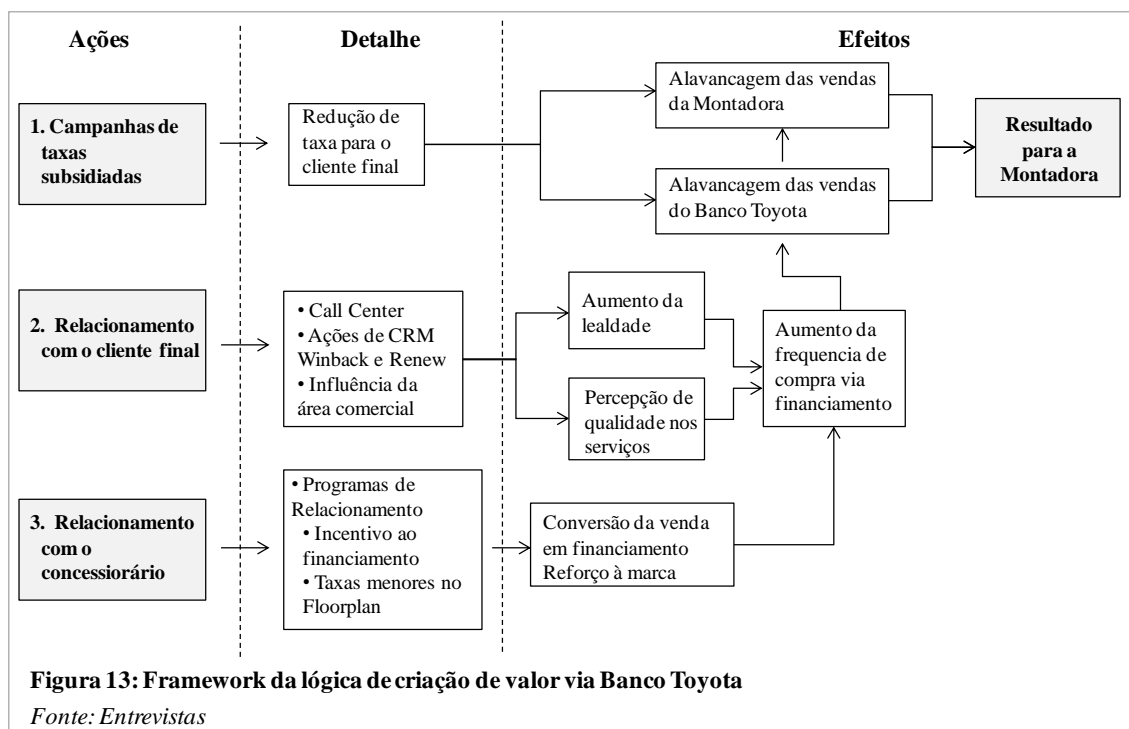 Ações
Detalhe
Efeitos
1. Campanhas de
taxas
subsidiadas
Redução de
taxa para o
cliente final
Alavancagem das vendas
da Montadora
Alavancagem das vendas
do Banco Toyota
Resultado
para a
Montadora
2. Relacionamento
com o cliente final
• Call Center
• Ações de CRM
Winback e Renew
• Influência da
área comercial
Aumento da
lealdade
Percepção de
qualidade nos
serviços
Aumento da
frequencia de
compra via
financiamento
3. Relacionamento
com o
concessiorário
• Programas de
Relacionamento
• Incentivo ao
financiamento
• Taxas menores no
Floorplan
Conversão da venda
em financiamento
Reforço à marca
Figura 13: Framework da lógica de criação de valor via Banco Toyota
Fonte: Entrevistas